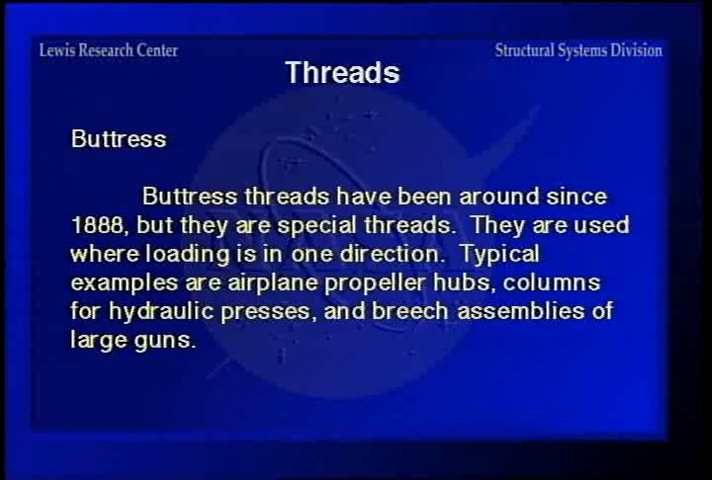 Lewis Research Center
Structural Systems Division
Threads
Buttress
Buttress threads have been around since
1888, but they are special threads. They are used
where loading is in one direction. Typical
examples are airplane propeller hubs, columns
for hydraulic presses, and breech assemblies of
large guns.